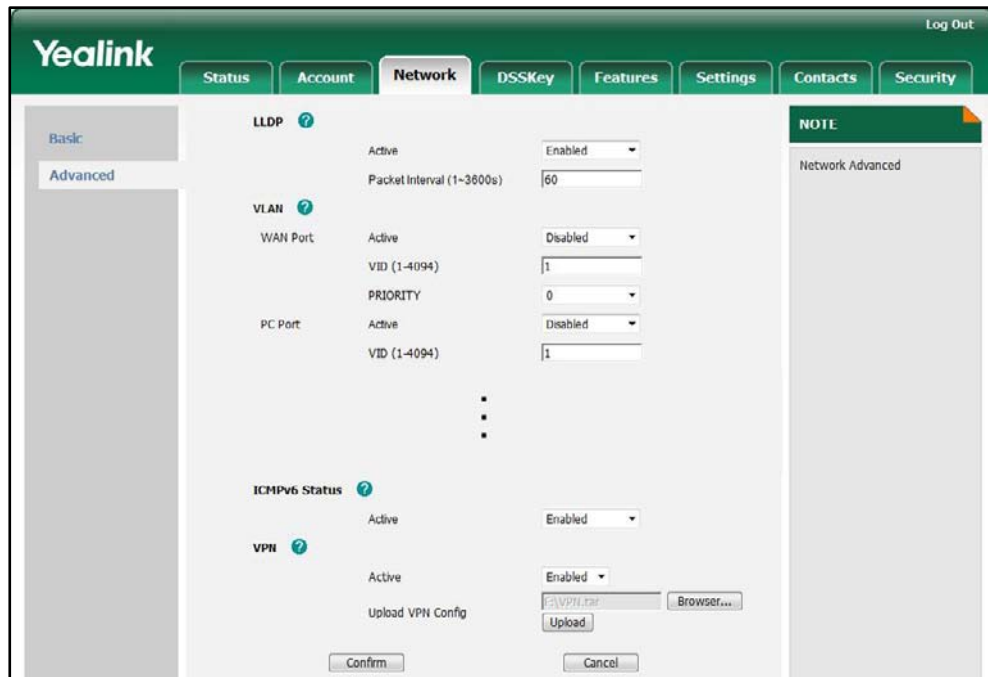 Log Out
Yealink
Status Account Network DSSKey Features Settings Contacts Security
Basic
Advanced
LLDP ?
Active Enabled
Packet Interval (1~3600s) 60
VLAN ?
WAN Port Active Disabled
VID (1-4094) 1
PRIORITY 0
PC Port Active Disabled
VID (1-4094) 1
ICMPv6 Status ?
Active Enabled
VPN ?
Active Enabled
Upload VPN Config F:\VPN.tar Browser...
Upload
Confirm Cancel
NOTE
Network Advanced